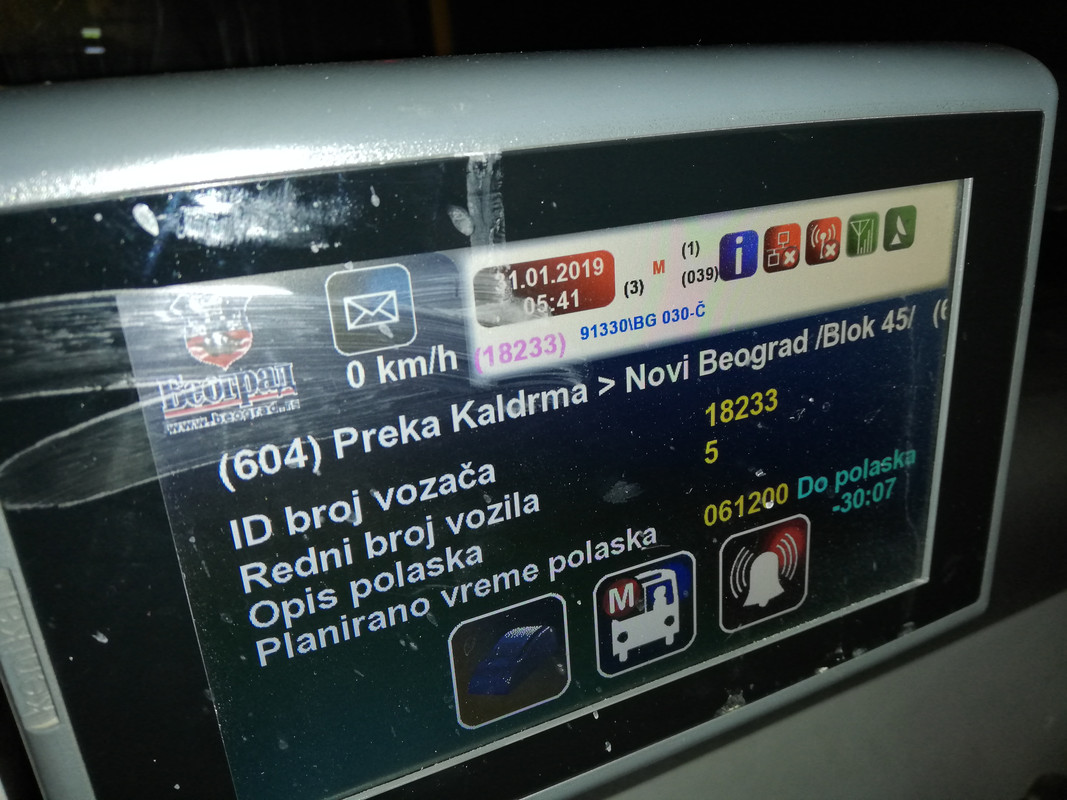 Београд
www.beograd.rs
0 km/h
1.01.2019
05:41
(3)
M
(1)
(039)
i
(18233)
91330\BG 030-Č
(604) Preka Kaldrma > Novi Beograd /Blok 45/
ID broj vozača 18233
Redni broj vozila 5
Opis polaska
Planirano vreme polaska 061200
Do polaska
-30:07
M